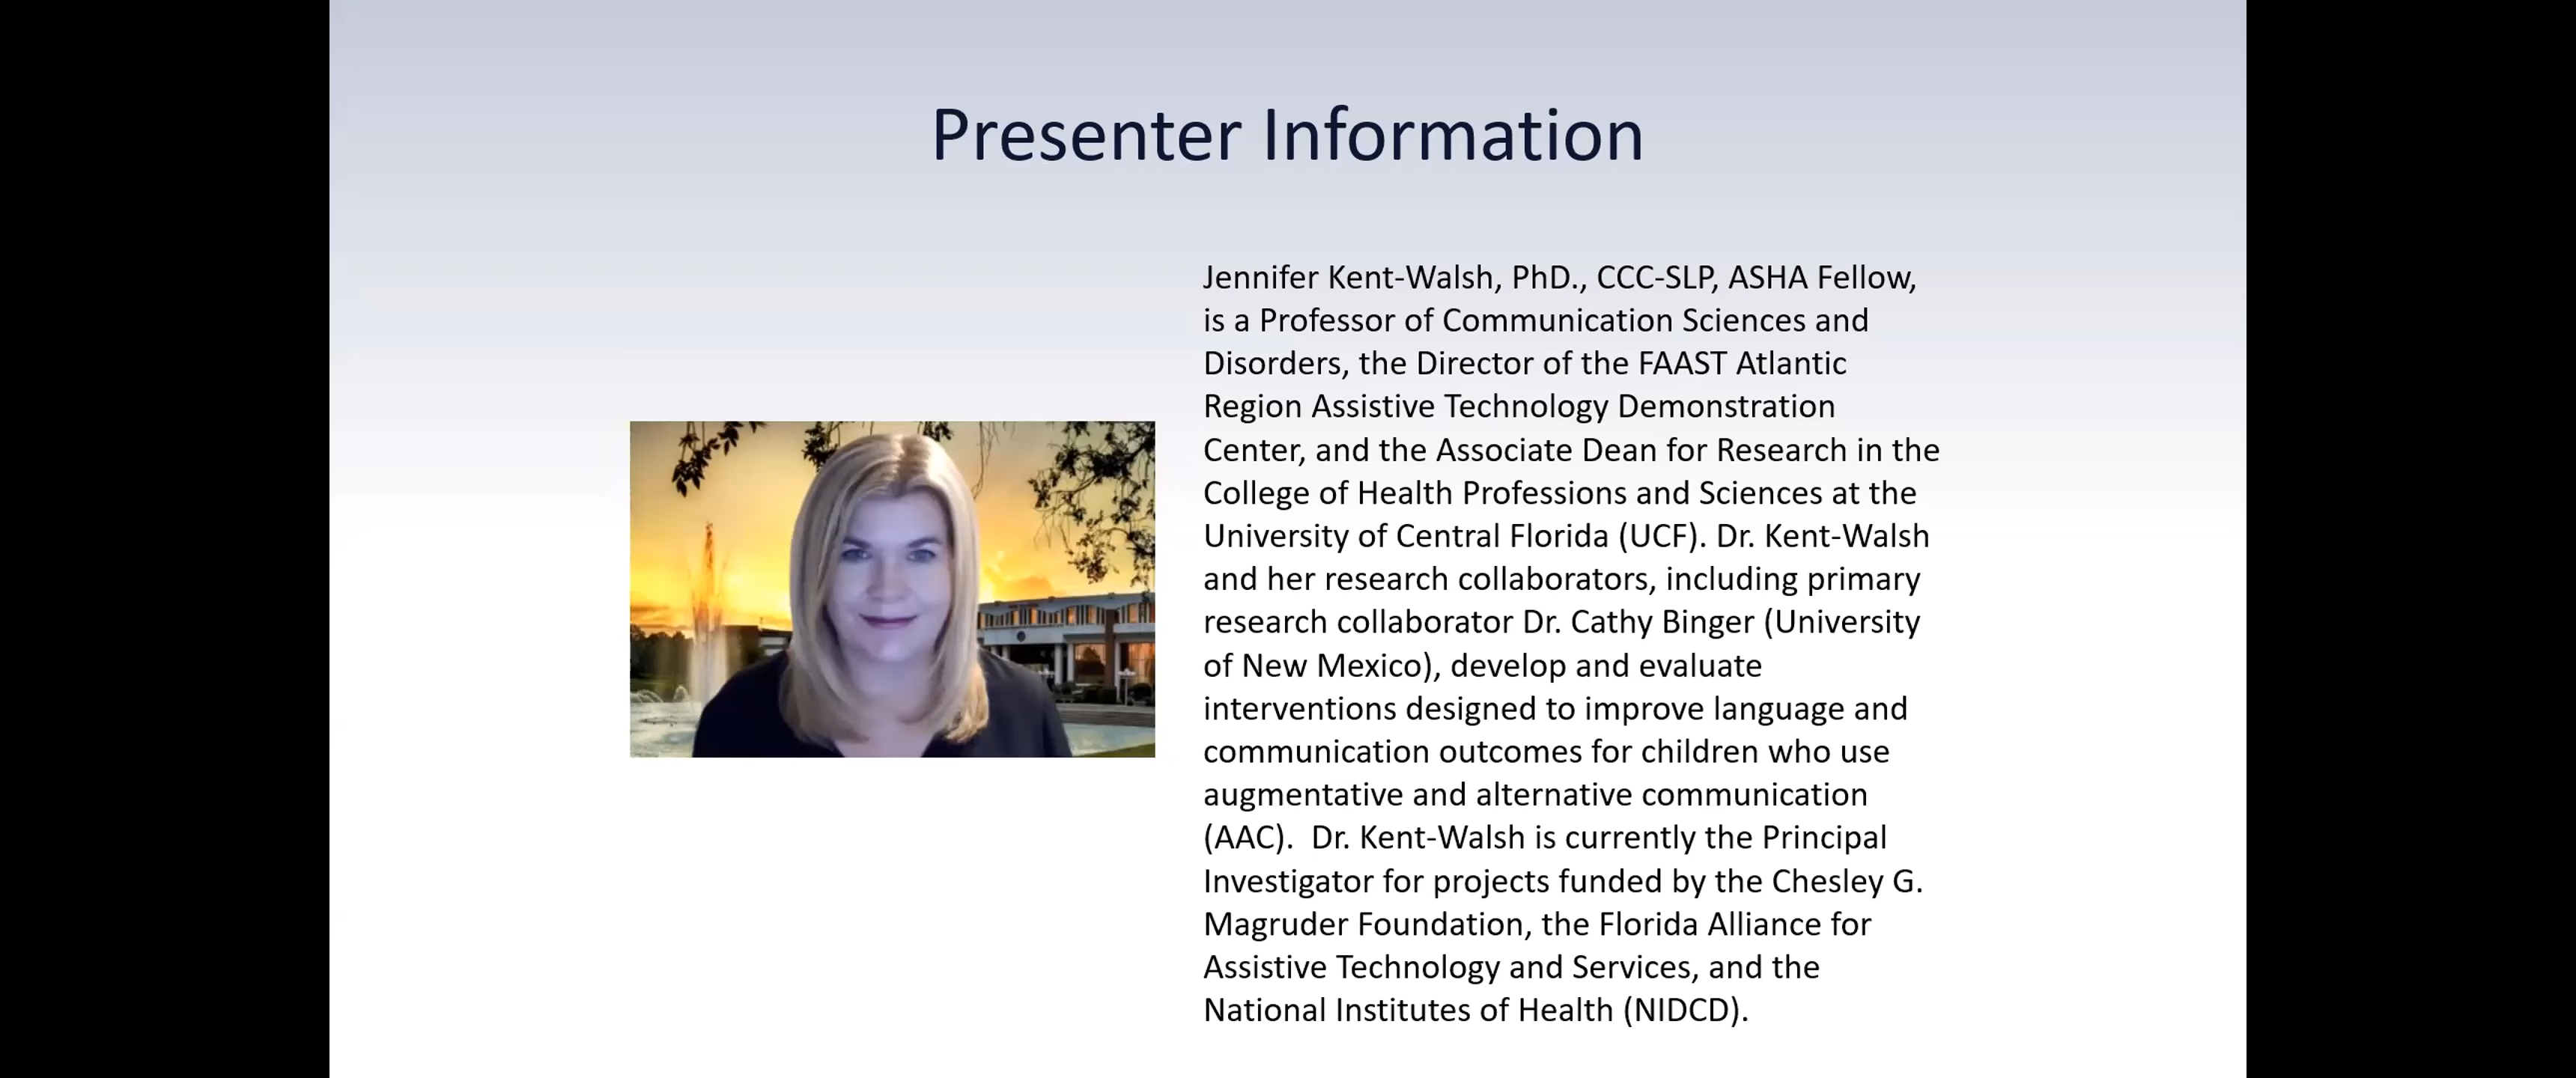 Presenter Information
Jennifer Kent-Walsh, PhD., CCC-SLP, ASHA Fellow,
is a Professor of Communication Sciences and
Disorders, the Director of the FAAST Atlantic
Region Assistive Technology Demonstration
Center, and the Associate Dean for Research in the
College of Health Professions and Sciences at the
University of Central Florida (UCF). Dr. Kent-Walsh
and her research collaborators, including primary
research collaborator Dr. Cathy Binger (University
of New Mexico), develop and evaluate
interventions designed to improve language and
communication outcomes for children who use
augmentative and alternative communication
(AAC).  Dr. Kent-Walsh is currently the Principal
Investigator for projects funded by the Chesley G.
Magruder Foundation, the Florida Alliance for
Assistive Technology and Services, and the
National Institutes of Health (NIDCD).